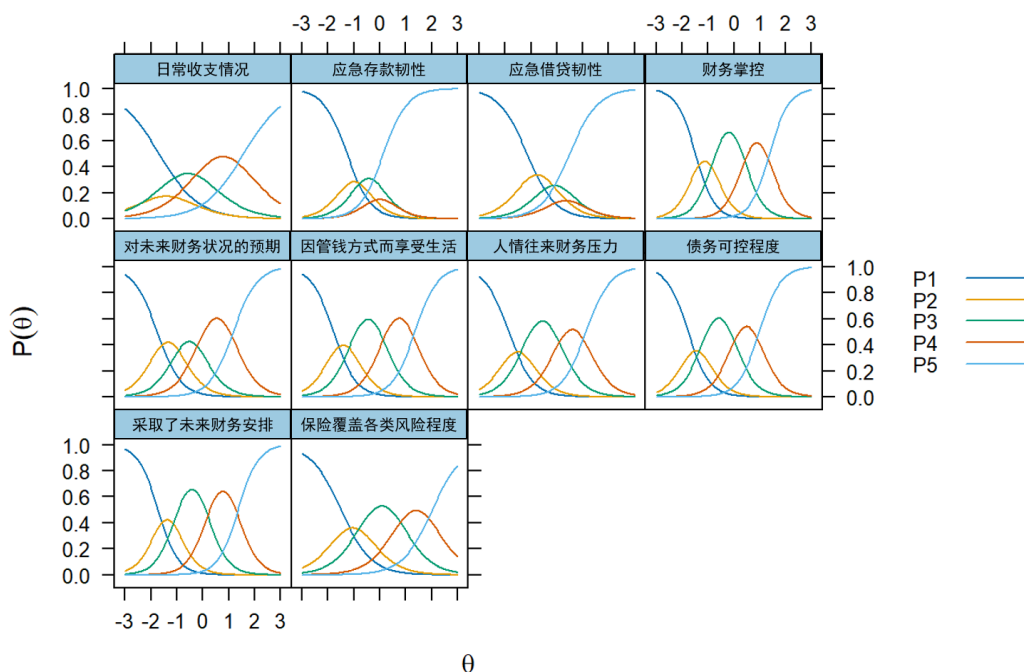 -3 -2 -1 0 1 2 3 -3 -2 -1 0 1 2 3
日常收支情况 应急存款韧性 应急借贷韧性 财务掌控
1.0
0.8
0.6
0.4
0.2
0.0
对未来财务状况的预期 因管钱方式而享受生活 人情往来财务压力 债务可控程度
1.0
0.8
0.6
0.4
0.2
0.0
P(θ)
P1
P2
P3
P4
P5
采取了未来财务安排 保险覆盖各类风险程度
1.0
0.8
0.6
0.4
0.2
0.0
-3 -2 -1 0 1 2 3
θ